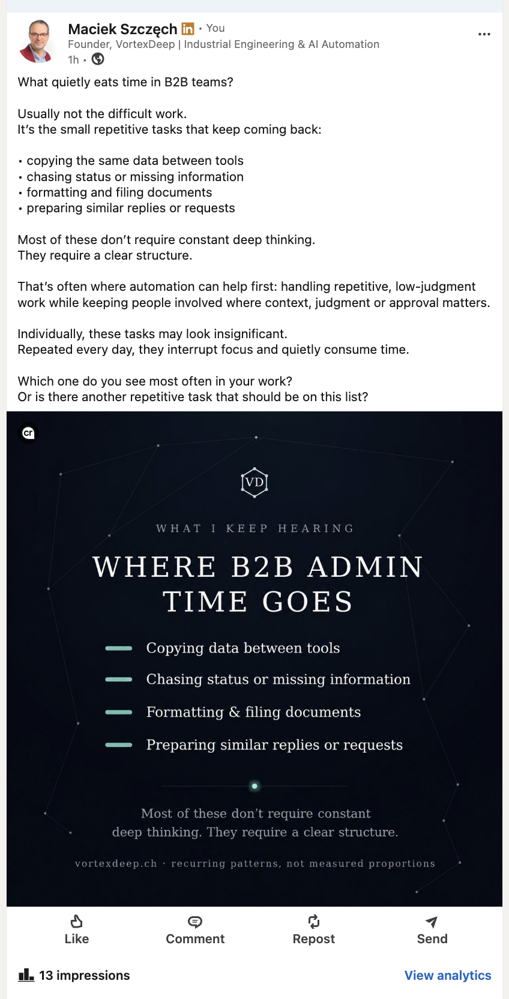 Maciek Szczęch in • You
Founder, VortexDeep | Industrial Engineering & AI Automation
1h •
What quietly eats time in B2B teams?
Usually not the difficult work.
It’s the small repetitive tasks that keep coming back:
• copying the same data between tools
• chasing status or missing information
• formatting and filing documents
• preparing similar replies or requests
Most of these don’t require constant deep thinking.
They require a clear structure.
That’s often where automation can help first: handling repetitive, low-judgment
work while keeping people involved where context, judgment or approval matters.
Individually, these tasks may look insignificant.
Repeated every day, they interrupt focus and quietly consume time.
Which one do you see most often in your work?
Or is there another repetitive task that should be on this list?
cr
VD
WHAT I KEEP HEARING
WHERE B2B ADMIN
TIME GOES
Copying data between tools
Chasing status or missing information
Formatting & filing documents
Preparing similar replies or requests
Most of these don’t require constant
deep thinking. They require a clear structure.
vortexdeep.ch · recurring patterns, not measured proportions
Like Comment Repost Send
13 impressions View analytics